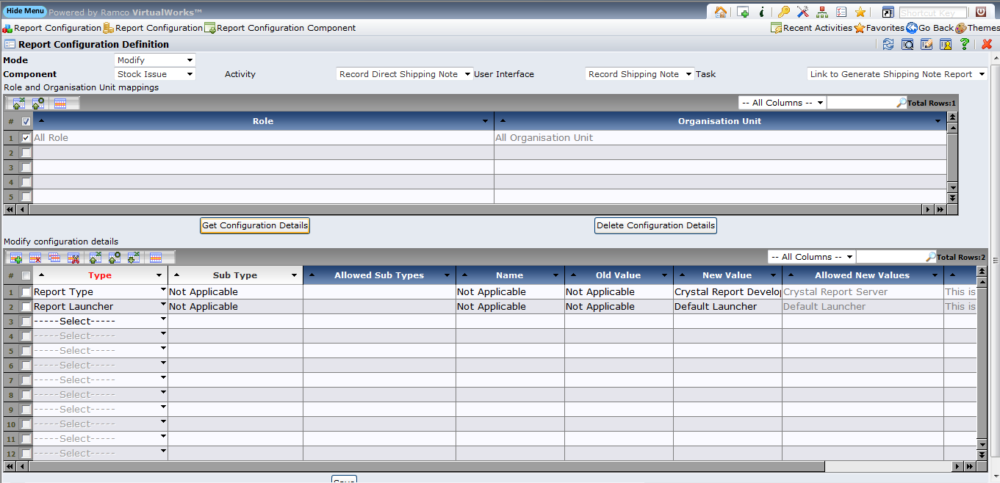 Hide Menu Powered by Ramco VirtualWorks™ Shortcut Key
Report Configuration Report Configuration Report Configuration Component Recent Activities Favorites Go Back Themes
Report Configuration Definition
Mode Modify
Component Stock Issue Activity Record Direct Shipping Note User Interface Record Shipping Note Task Link to Generate Shipping Note Report
Role and Organisation Unit mappings
-- All Columns -- Total Rows:1
# Role Organisation Unit
1 All Role All Organisation Unit
2
3
4
5
Get Configuration Details Delete Configuration Details
Modify configuration details
-- All Columns -- Total Rows:2
# Type Sub Type Allowed Sub Types Name Old Value New Value Allowed New Values
1 Report Type Not Applicable Not Applicable Not Applicable Crystal Report Develo Crystal Report Server This is
2 Report Launcher Not Applicable Not Applicable Not Applicable Default Launcher Default Launcher This is
3 -----Select-----
4 -----Select-----
5 -----Select-----
6 -----Select-----
7 -----Select-----
8 -----Select-----
9 -----Select-----
10 -----Select-----
11 -----Select-----
12 -----Select-----